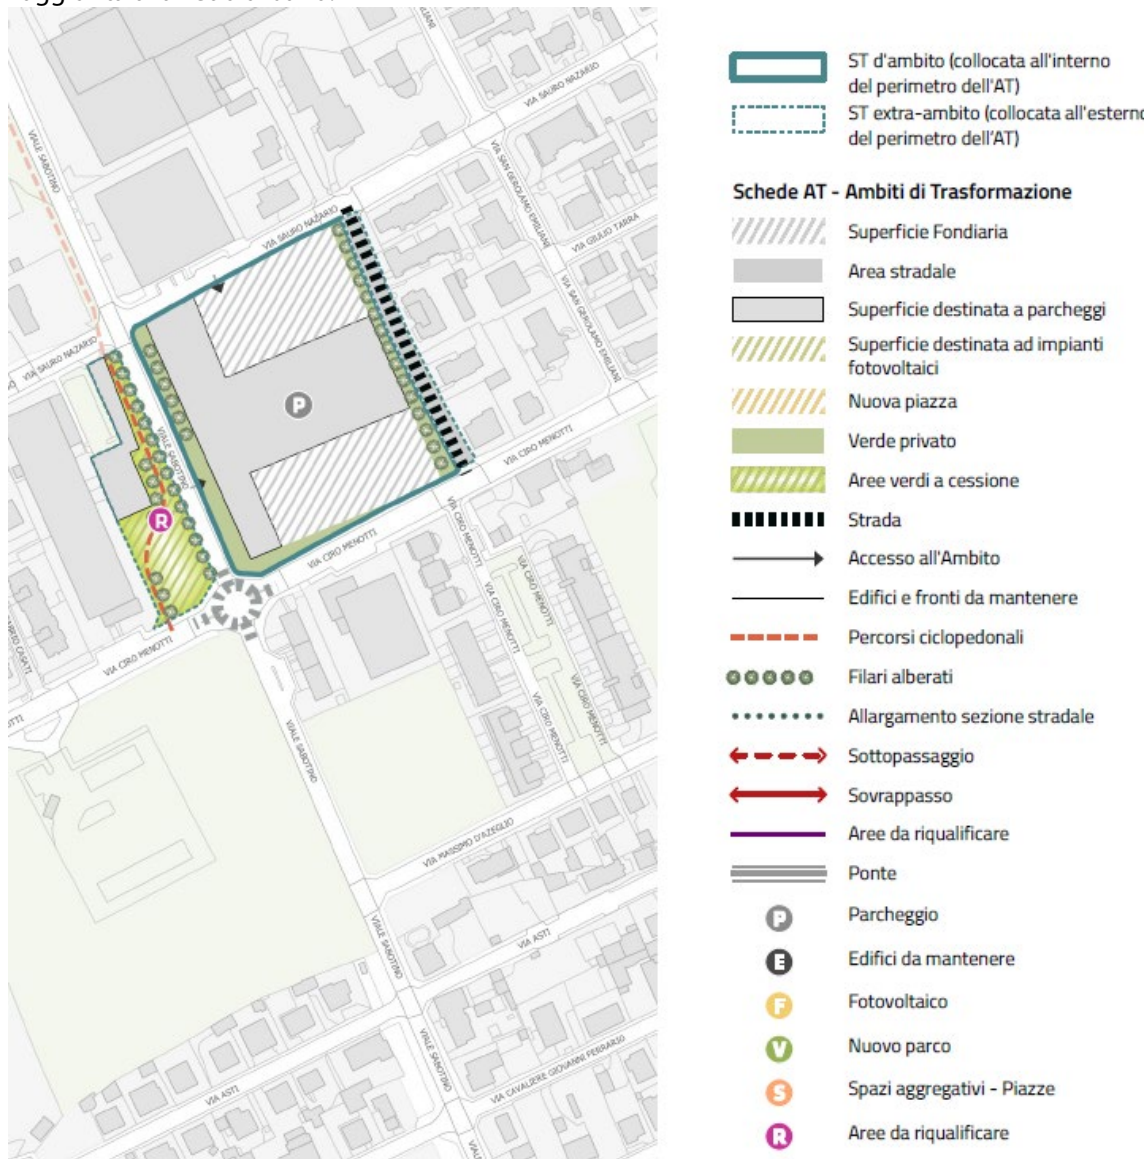 VIA SAURO NAZARIO
VIALE SABOTINO
VIA SAN GEROLAMO EMILIANI
VIA GIULIO TARRA
VIA SAURO NAZARIO
VIA SAN GEROLAMO EMILIANI
VIA SAURO NAZARIO
P
VIALE SABOTINO
VIA CIRO MENOTTI
R
VIA CIRO MENOTTI
VIA CIRO MENOTTI
VIA CIRO MENOTTI
VIA CIRO MENOTTI
VIA CIRO MENOTTI
VIA CIRO MENOTTI
VIA CIRO MENOTTI
VIALE SABOTINO
VIA MASSIMO D'AZEGLIO
VIA ASTI
VIALE SABOTINO
VIALE SABOTINO
VIA ASTI
VIA CAVALIERE GIOVANNI FERRARIO
ST d'ambito (collocata all'interno
del perimetro dell'AT)
ST extra-ambito (collocata all'esterno
del perimetro dell'AT)
Schede AT - Ambiti di Trasformazione
Superficie Fondiaria
Area stradale
Superficie destinata a parcheggi
Superficie destinata ad impianti
fotovoltaici
Nuova piazza
Verde privato
Aree verdi a cessione
Strada
Accesso all'Ambito
Edifici e fronti da mantenere
Percorsi ciclopedonali
Filari alberati
Allargamento sezione stradale
Sottopassaggio
Sovrappasso
Aree da riqualificare
Ponte
P Parcheggio
E Edifici da mantenere
F Fotovoltaico
V Nuovo parco
S Spazi aggregativi - Piazze
R Aree da riqualificare